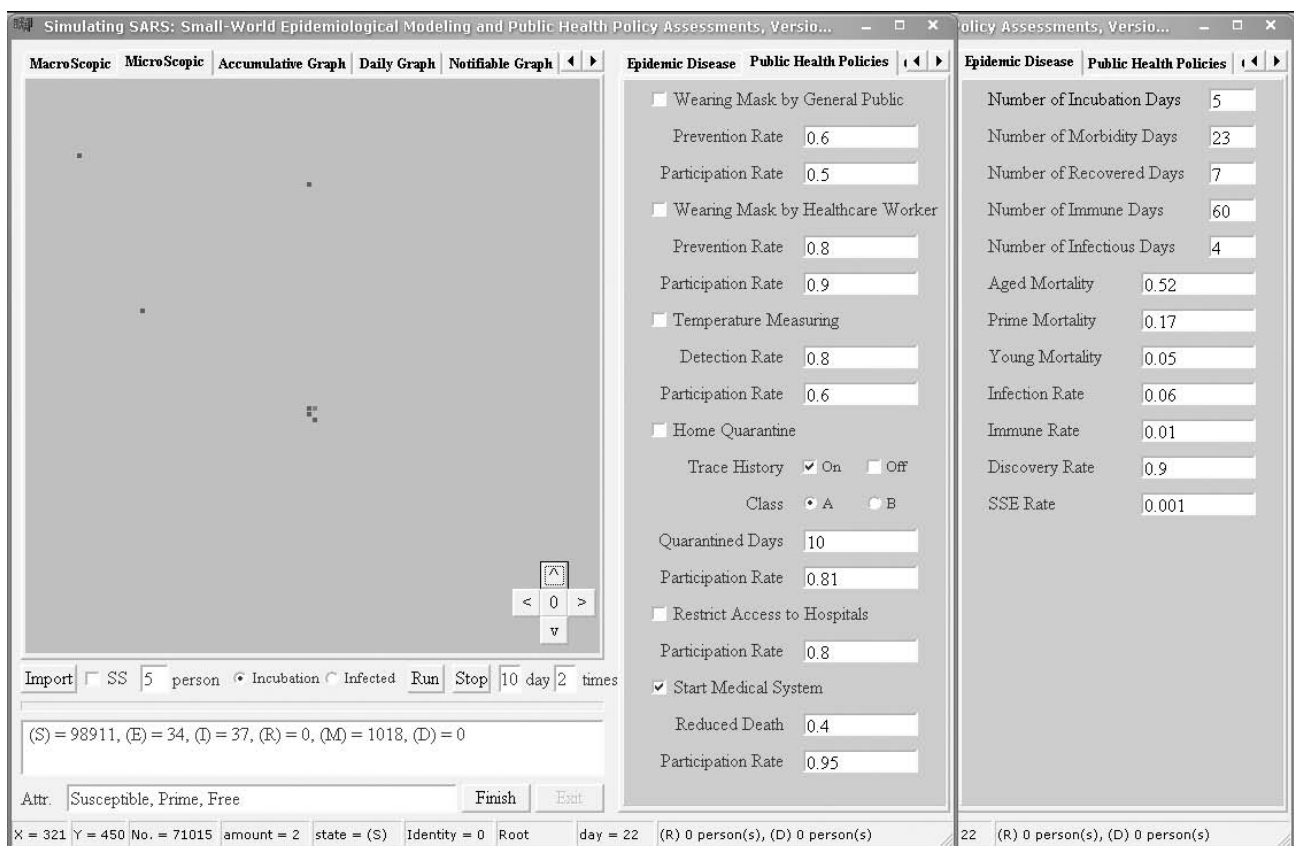 Simulating SARS: Small-World Epidemiological Modeling and Public Health Policy Assessments, Versio...
MacroScopic MicroScopic Accumulative Graph Daily Graph Notifiable Graph
^
< 0 >
v
Import SS 5 person Incubation Infected Run Stop 10 day 2 times
(S) = 98911, (E) = 34, (I) = 37, (R) = 0, (M) = 1018, (D) = 0
Attr. Susceptible, Prime, Free Finish Exit
Epidemic Disease Public Health Policies
Wearing Mask by General Public
Prevention Rate 0.6
Participation Rate 0.5
Wearing Mask by Healthcare Worker
Prevention Rate 0.8
Participation Rate 0.9
Temperature Measuring
Detection Rate 0.8
Participation Rate 0.6
Home Quarantine
Trace History On Off
Class A B
Quarantined Days 10
Participation Rate 0.81
Restrict Access to Hospitals
Participation Rate 0.8
Start Medical System
Reduced Death 0.4
Participation Rate 0.95
X = 321 Y = 450 No. = 71015 amount = 2 state = (S) Identity = 0 Root day = 22 (R) 0 person(s), (D) 0 person(s)
olicy Assessments, Versio...
Epidemic Disease Public Health Policies
Number of Incubation Days 5
Number of Morbidity Days 23
Number of Recovered Days 7
Number of Immune Days 60
Number of Infectious Days 4
Aged Mortality 0.52
Prime Mortality 0.17
Young Mortality 0.05
Infection Rate 0.06
Immune Rate 0.01
Discovery Rate 0.9
SSE Rate 0.001
22 (R) 0 person(s), (D) 0 person(s)